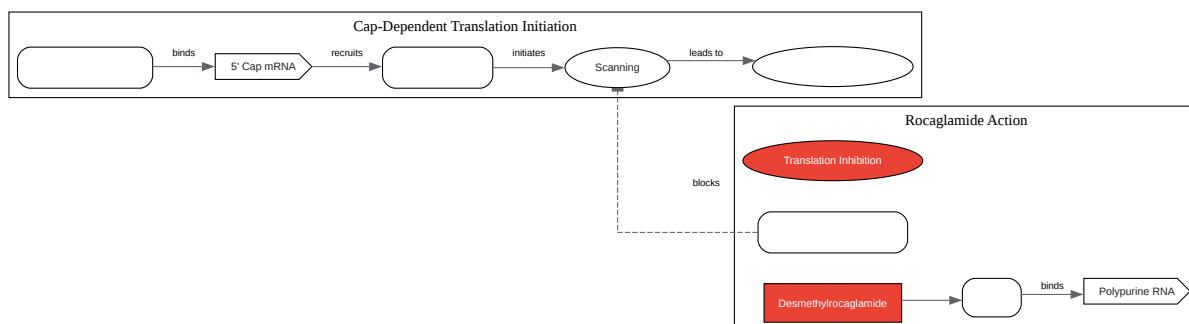 Cap-Dependent Translation Initiation
binds
5' Cap mRNA
recruits
initiates
Scanning
leads to
Rocaglamide Action
Translation Inhibition
blocks
Desmethylrocaglamide
binds
Polypurine RNA